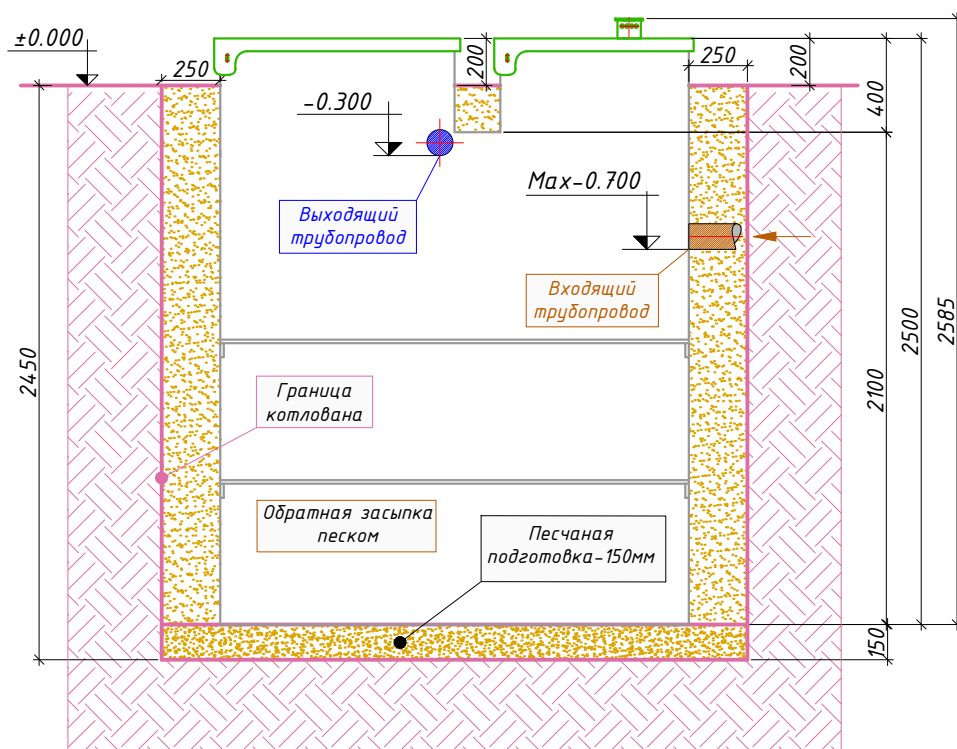 ±0.000
250
200
250
200
400
-0.300
Max-0.700
Выходящий
трубопровод
Входящий
трубопровод
2450
2100
2500
2585
Граница
котлована
Обратная засыпка
песком
Песчаная
подготовка-150мм
150